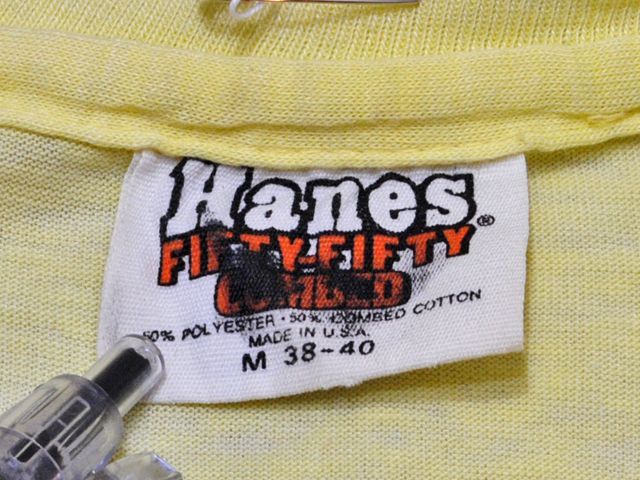 Hanes®
FIFTY-FIFTY
COMBED
50% POLYESTER · 50% COMBED COTTON
MADE IN U.S.A.
M 38-40